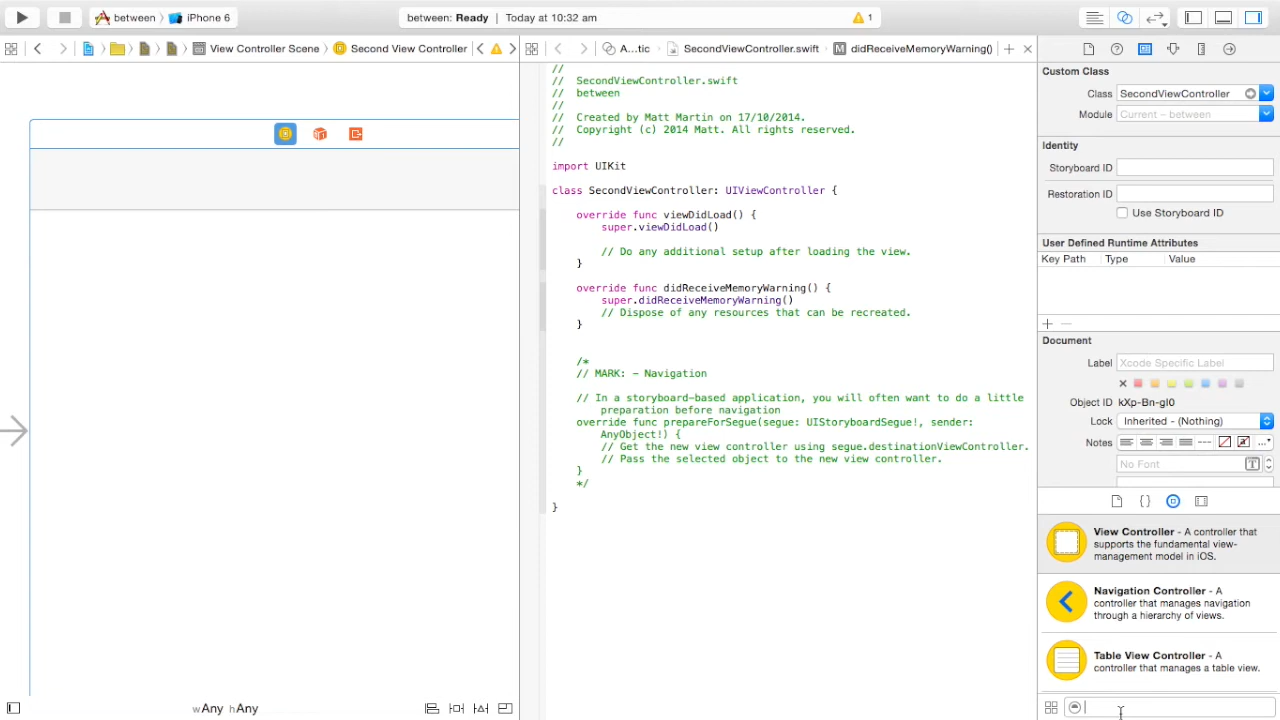 between
iPhone 6
between: Ready | Today at 10:32 am
1
View Controller Scene
Second View Controller
A...tic
SecondViewController.swift
M didReceiveMemoryWarning()
//
// SecondViewController.swift
// between
//
// Created by Matt Martin on 17/10/2014.
// Copyright (c) 2014 Matt. All rights reserved.
//
import UIKit
class SecondViewController: UIViewController {
override func viewDidLoad() {
super.viewDidLoad()
// Do any additional setup after loading the view.
}
override func didReceiveMemoryWarning() {
super.didReceiveMemoryWarning()
// Dispose of any resources that can be recreated.
}
/*
// MARK: - Navigation
// In a storyboard-based application, you will often want to do a little
preparation before navigation
override func prepareForSegue(segue: UIStoryboardSegue!, sender:
AnyObject!) {
// Get the new view controller using segue.destinationViewController.
// Pass the selected object to the new view controller.
}
*/
}
wAny hAny
Custom Class
Class SecondViewController
Module Current - between
Identity
Storyboard ID
Restoration ID
Use Storyboard ID
User Defined Runtime Attributes
Key Path Type Value
Document
Label Xcode Specific Label
Object ID kXp-Bn-gI0
Lock Inherited - (Nothing)
Notes
No Font
View Controller - A controller that
supports the fundamental view-
management model in iOS.
Navigation Controller - A
controller that manages navigation
through a hierarchy of views.
Table View Controller - A
controller that manages a table view.